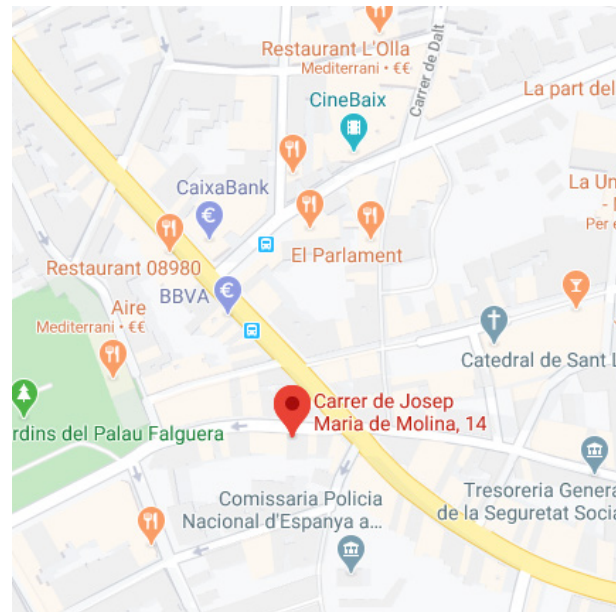 Restaurant L'Olla
Mediterrani • €€
Carrer de Dalt
CineBaix
La part del
CaixaBank
La Un
- 
Per e
El Parlament
Restaurant 08980
BBVA
Aire
Mediterrani • €€
Catedral de Sant L
Carrer de Josep
Maria de Molina, 14
rdins del Palau Falguera
Comissaria Policia
Nacional d'Espanya a...
Tresoreria Genera
de la Seguretat Socia